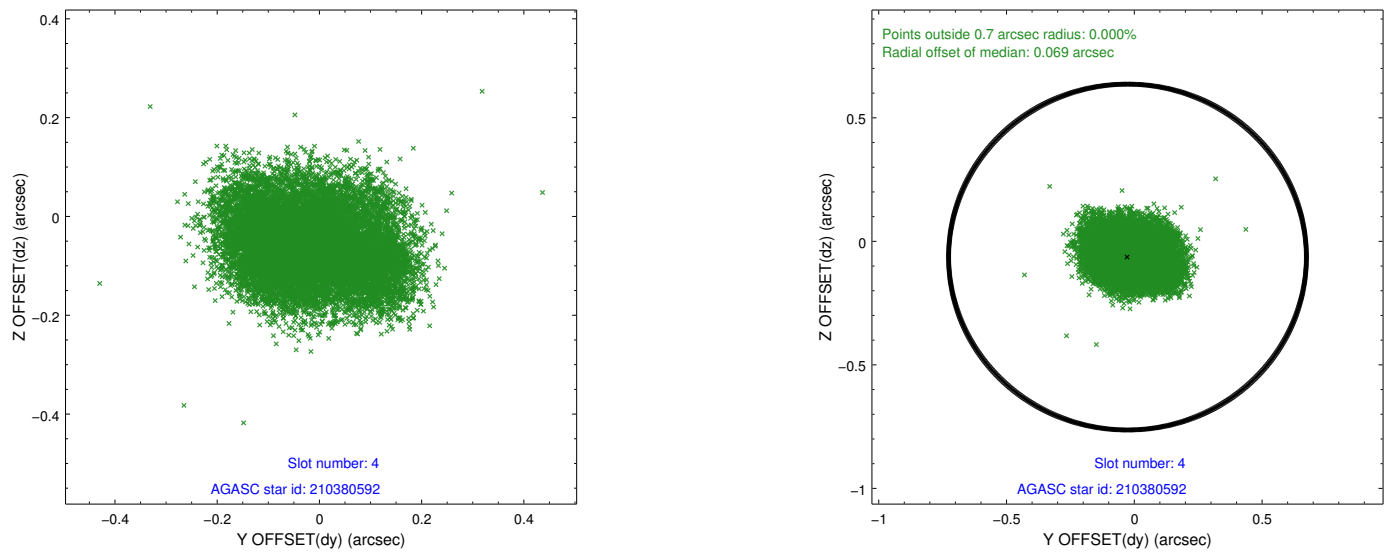 0.4
0.2
0
−0.2
−0.4
Z OFFSET(dz) (arcsec)
Slot number: 4
AGASC star id: 210380592
−0.4
−0.2
0
0.2
0.4
Y OFFSET(dy) (arcsec)
Points outside 0.7 arcsec radius: 0.000%
Radial offset of median: 0.069 arcsec
0.5
0
−0.5
−1
Z OFFSET(dz) (arcsec)
Slot number: 4
AGASC star id: 210380592
−1
−0.5
0
0.5
Y OFFSET(dy) (arcsec)